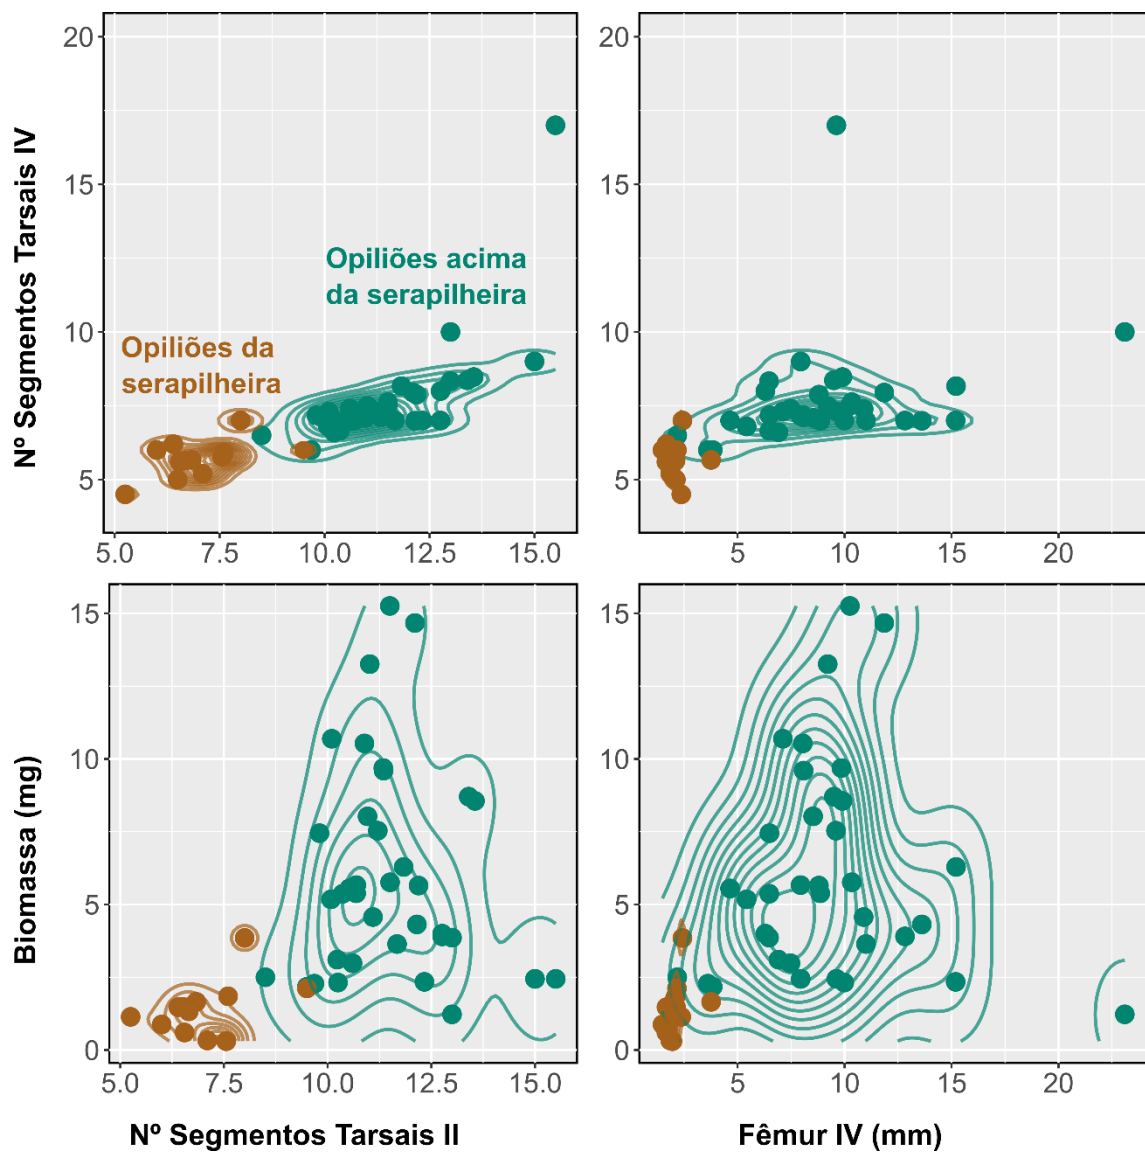 20
15
10
5
Nº Segmentos Tarsais IV
Opiliões acima
da serapilheira
Opiliões da
serapilheira
5.0 7.5 10.0 12.5 15.0
20
15
10
5
5 10 15 20
15
10
5
0
Biomassa (mg)
5.0 7.5 10.0 12.5 15.0
Nº Segmentos Tarsais II
15
10
5
0
5 10 15 20
Fêmur IV (mm)